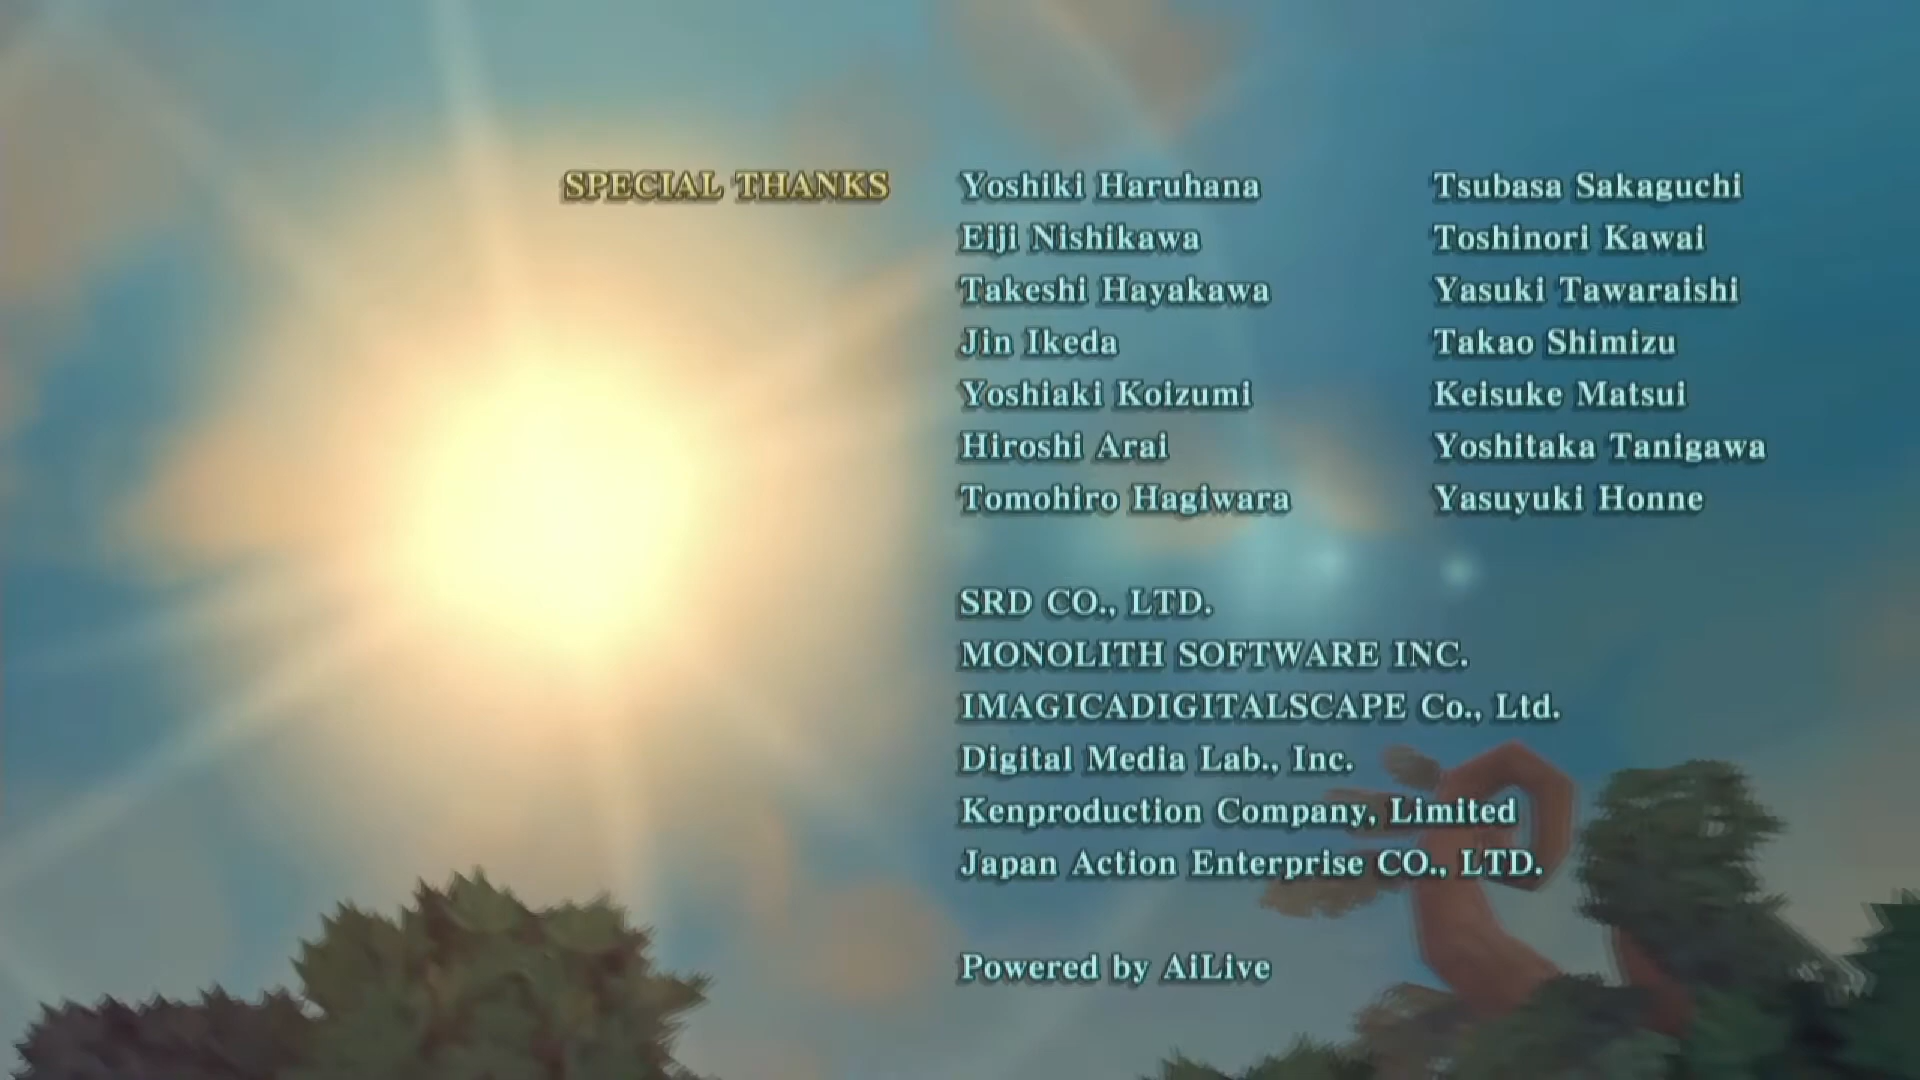 SPECIAL THANKS
Yoshiki Haruhana Tsubasa Sakaguchi
Eiji Nishikawa Toshinori Kawai
Takeshi Hayakawa Yasuki Tawaraishi
Jin Ikeda Takao Shimizu
Yoshiaki Koizumi Keisuke Matsui
Hiroshi Arai Yoshitaka Tanigawa
Tomohiro Hagiwara Yasuyuki Honne
SRD CO., LTD.
MONOLITH SOFTWARE INC.
IMAGICADIGITALSCAPE Co., Ltd.
Digital Media Lab., Inc.
Kenproduction Company, Limited
Japan Action Enterprise CO., LTD.
Powered by AiLive